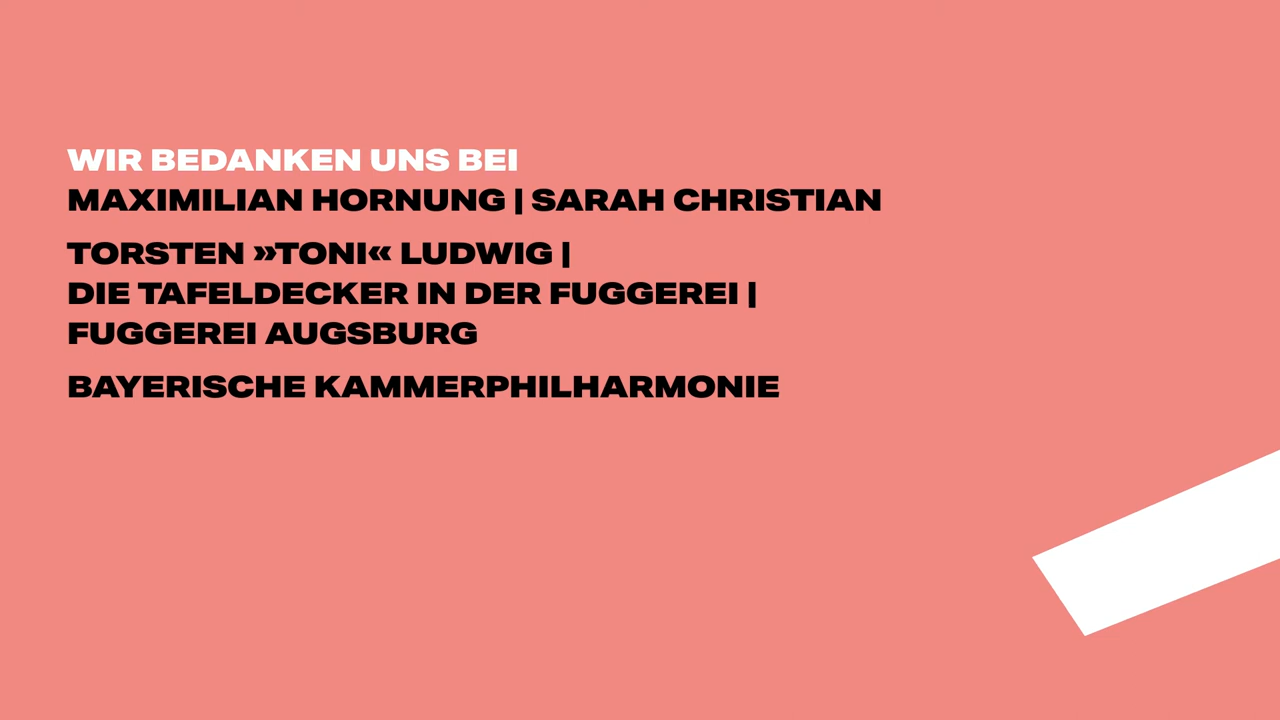 WIR BEDANKEN UNS BEI
MAXIMILIAN HORNUNG | SARAH CHRISTIAN
TORSTEN »TONI« LUDWIG |
DIE TAFELDECKER IN DER FUGGEREI |
FUGGEREI AUGSBURG
BAYERISCHE KAMMERPHILHARMONIE